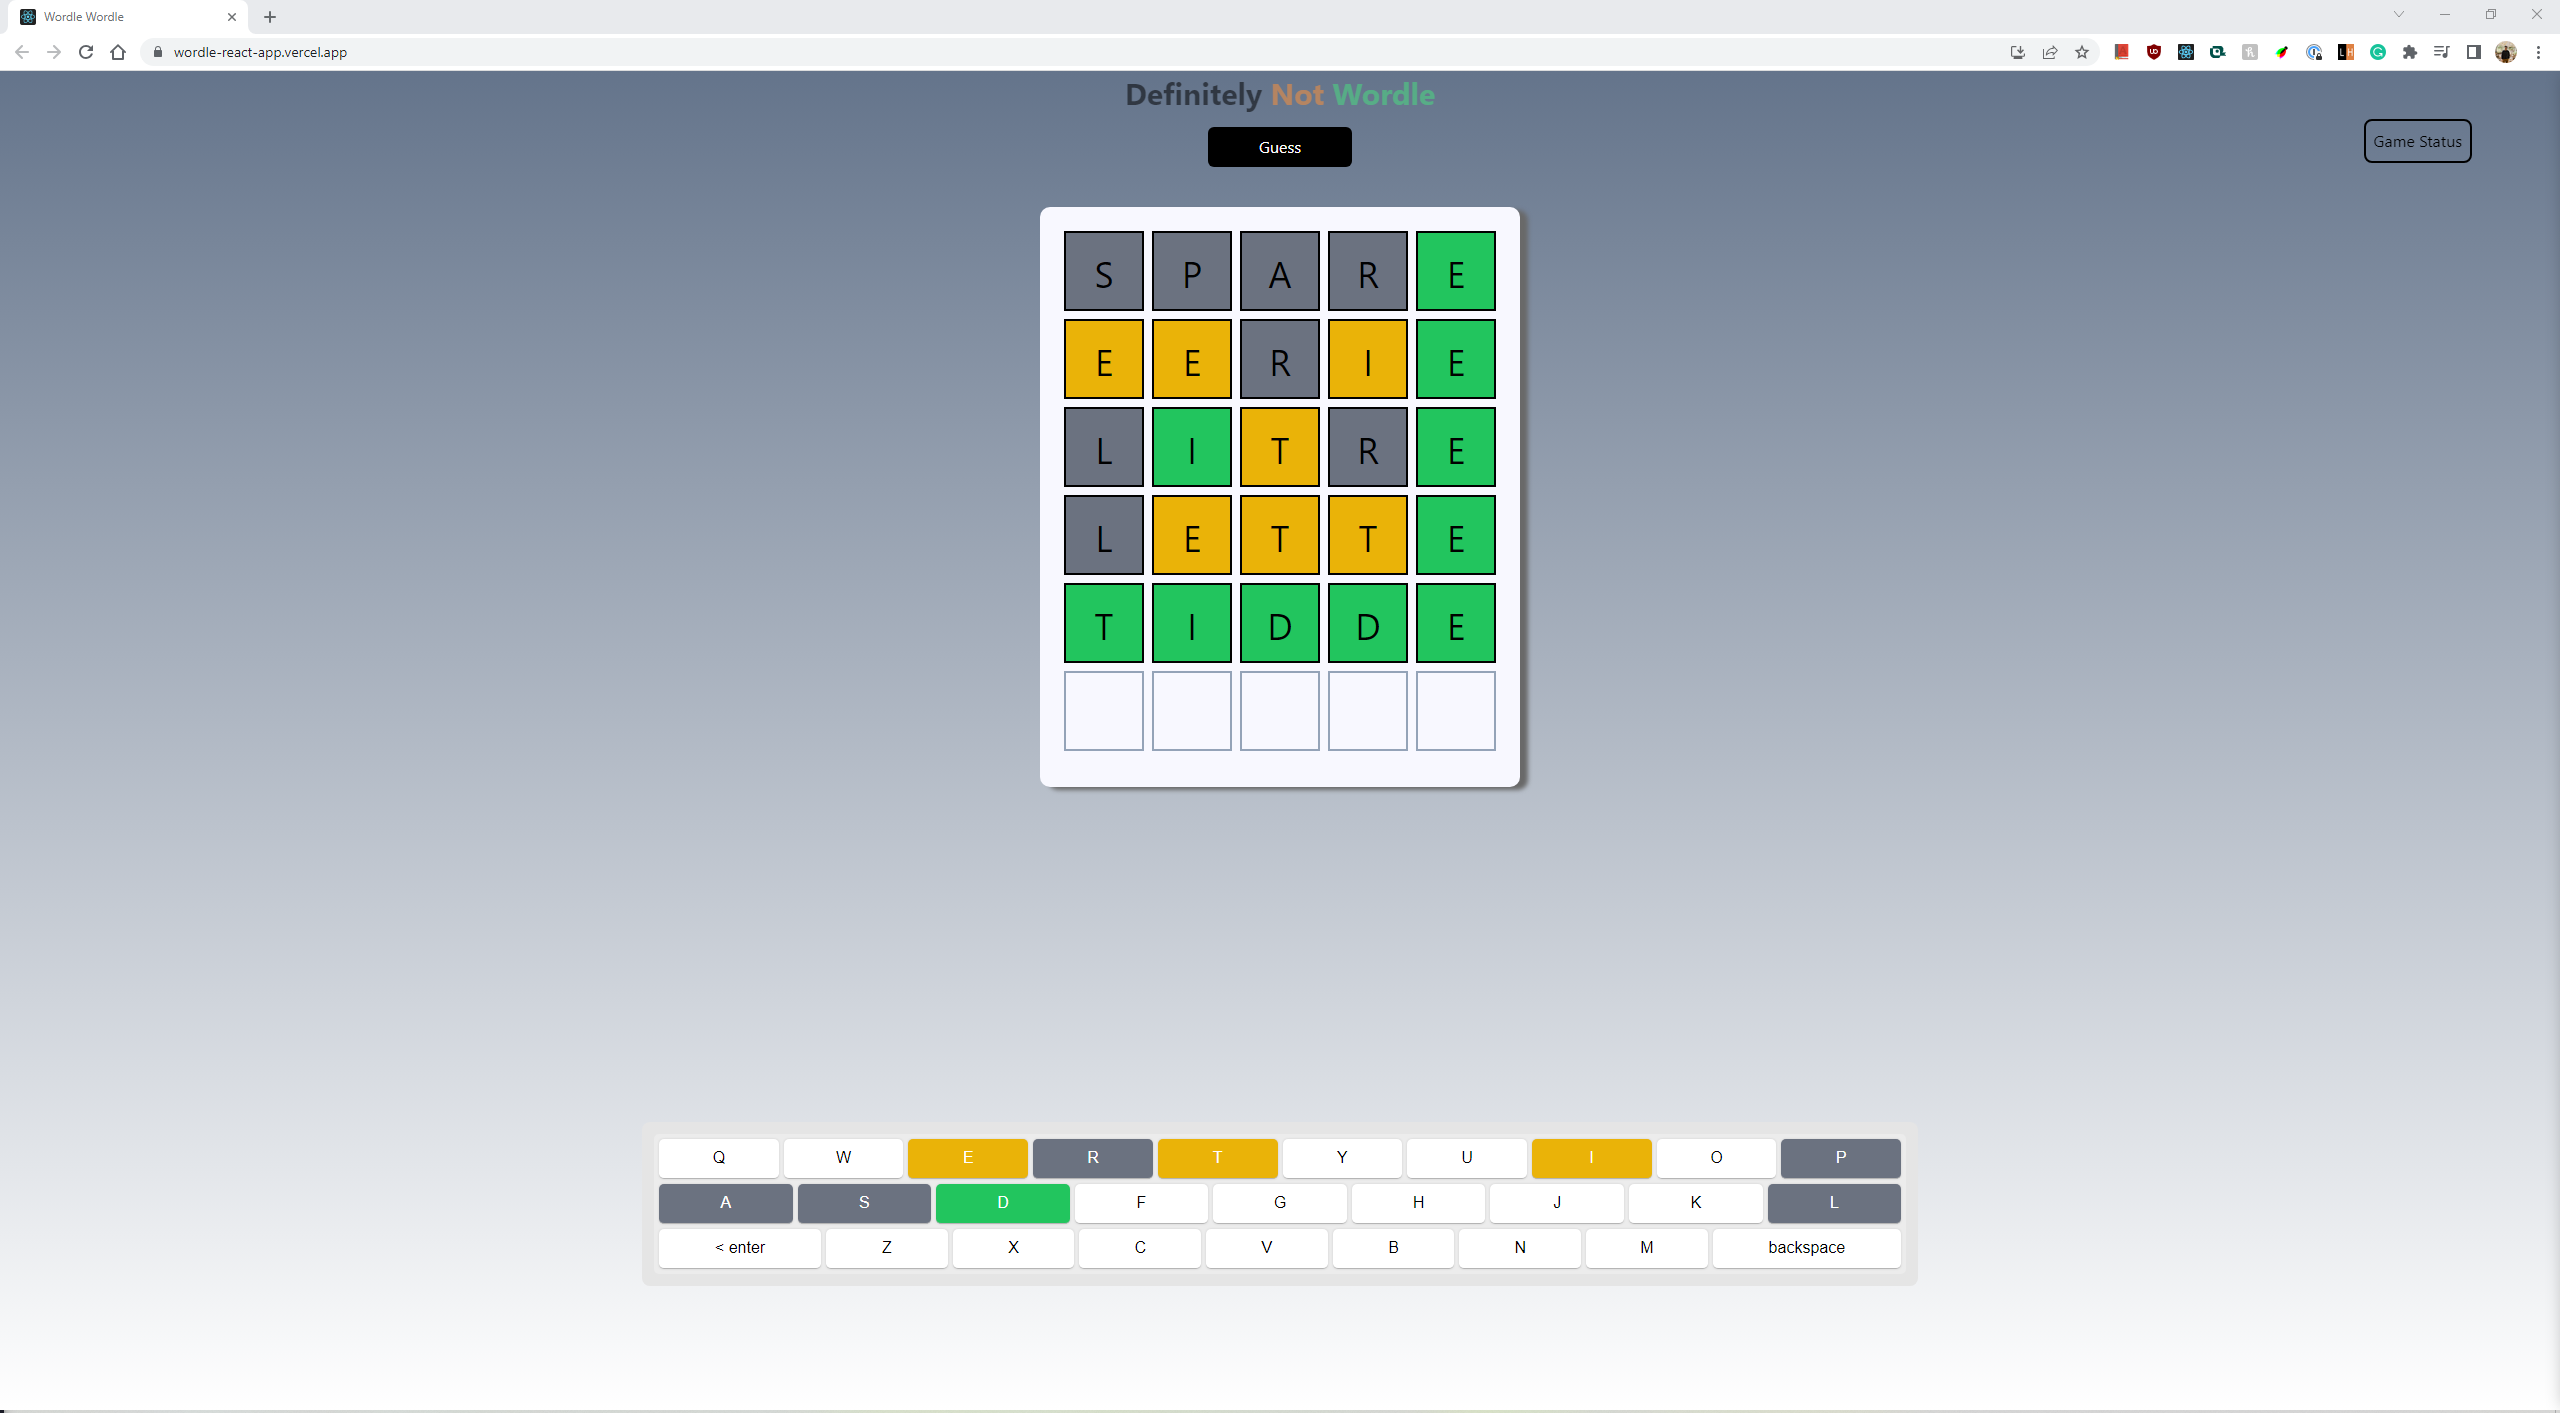 Wordle Wordle
wordle-react-app.vercel.app
Definitely Not Wordle
Guess
Game Status
S P A R E
E E R I E
L I T R E
L E T T E
T I D D E
Q W E R T Y U I O P
A S D F G H J K L
< enter Z X C V B N M backspace